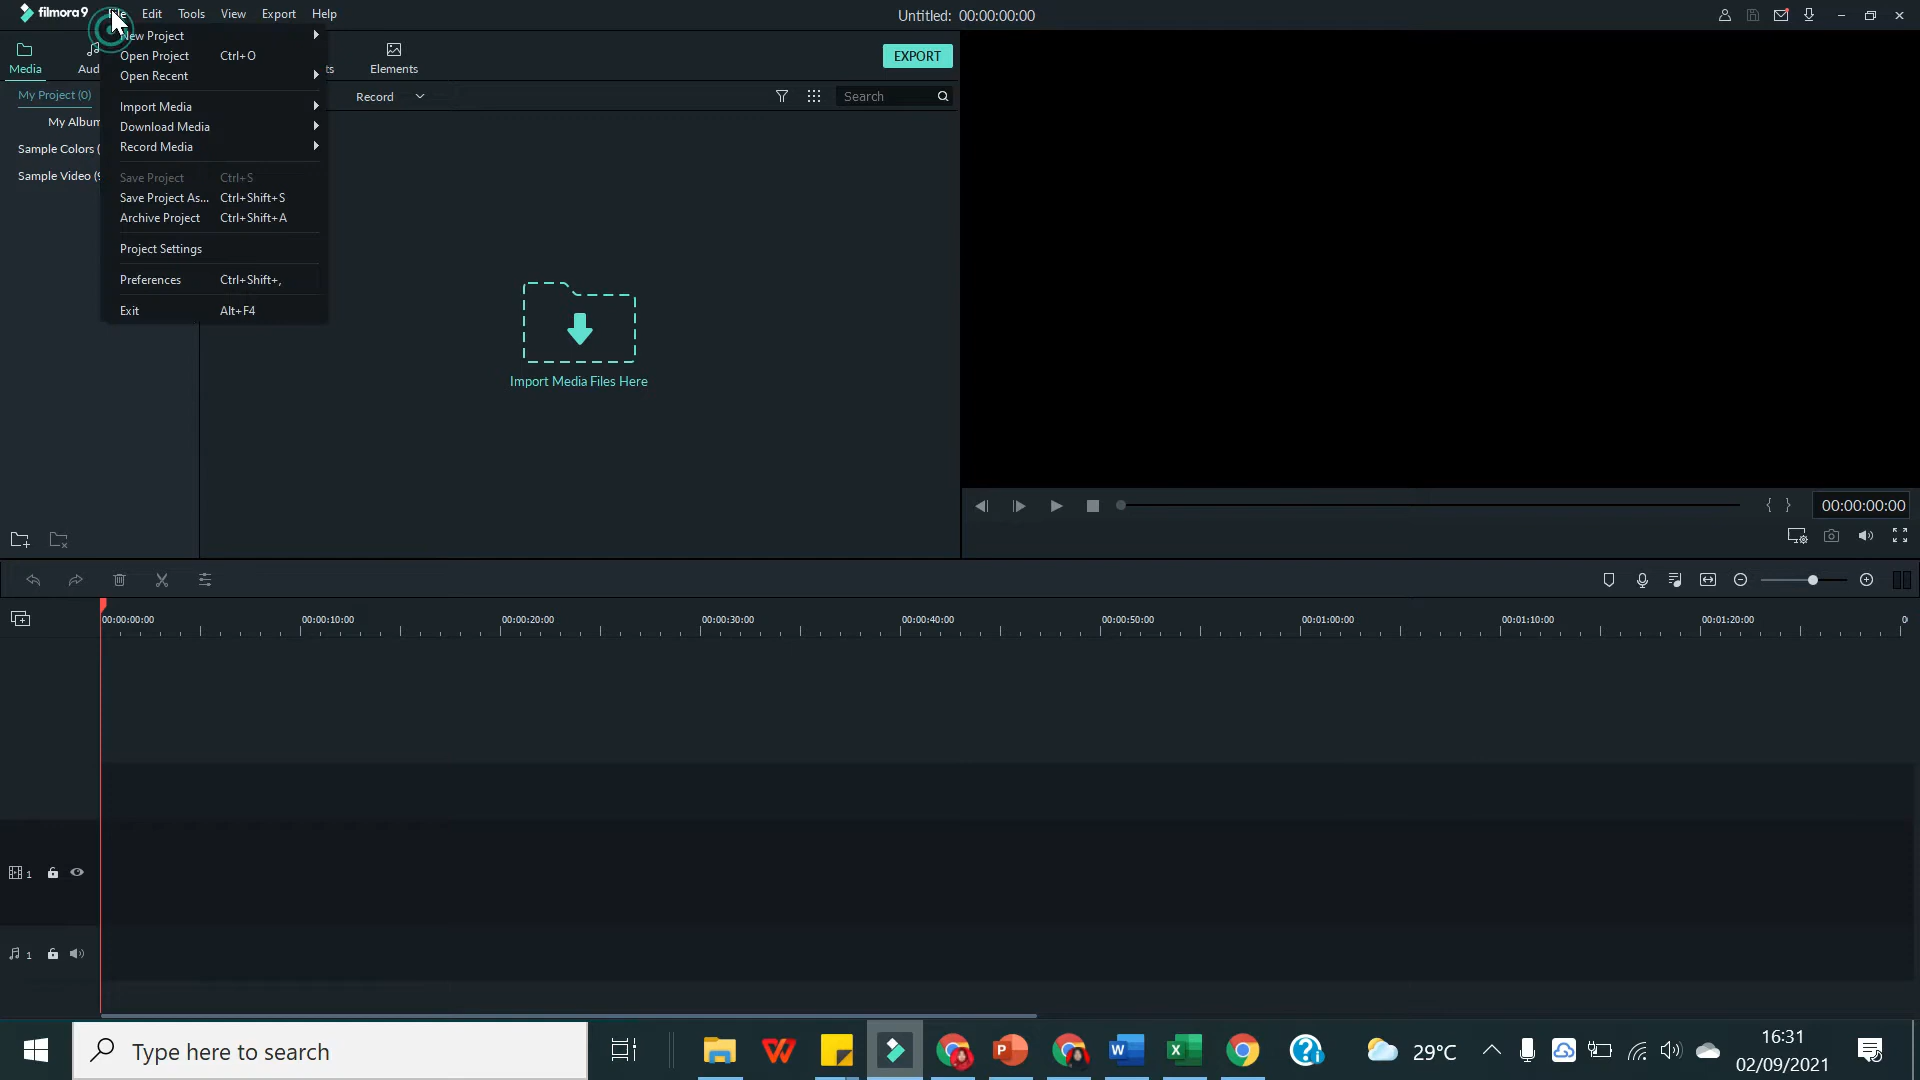 filmora9 File Edit Tools View Export Help Untitled: 00:00:00:00
New Project
Open Project Ctrl+O
Open Recent
Import Media
Download Media
Record Media
Save Project Ctrl+S
Save Project As... Ctrl+Shift+S
Archive Project Ctrl+Shift+A
Project Settings
Preferences Ctrl+Shift+,
Exit Alt+F4
Media Aud ts Elements EXPORT
My Project (0) Record Search
My Album
Sample Colors (
Sample Video (9
Import Media Files Here
{ } 00:00:00:00
00:00:00:00 00:00:10:00 00:00:20:00 00:00:30:00 00:00:40:00 00:00:50:00 00:01:00:00 00:01:10:00 00:01:20:00 0
1
1
Type here to search 29°C 16:31
02/09/2021